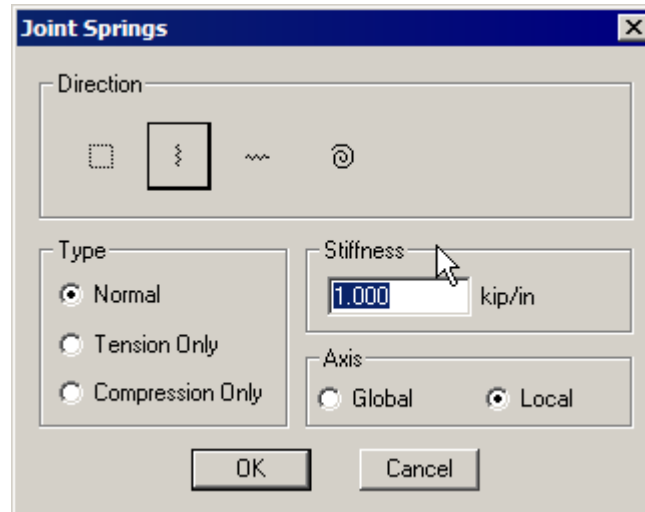 Joint Springs
Direction
Type
Normal
Tension Only
Compression Only
Stiffness
1.000 kip/in
Axis
Global Local
OK Cancel